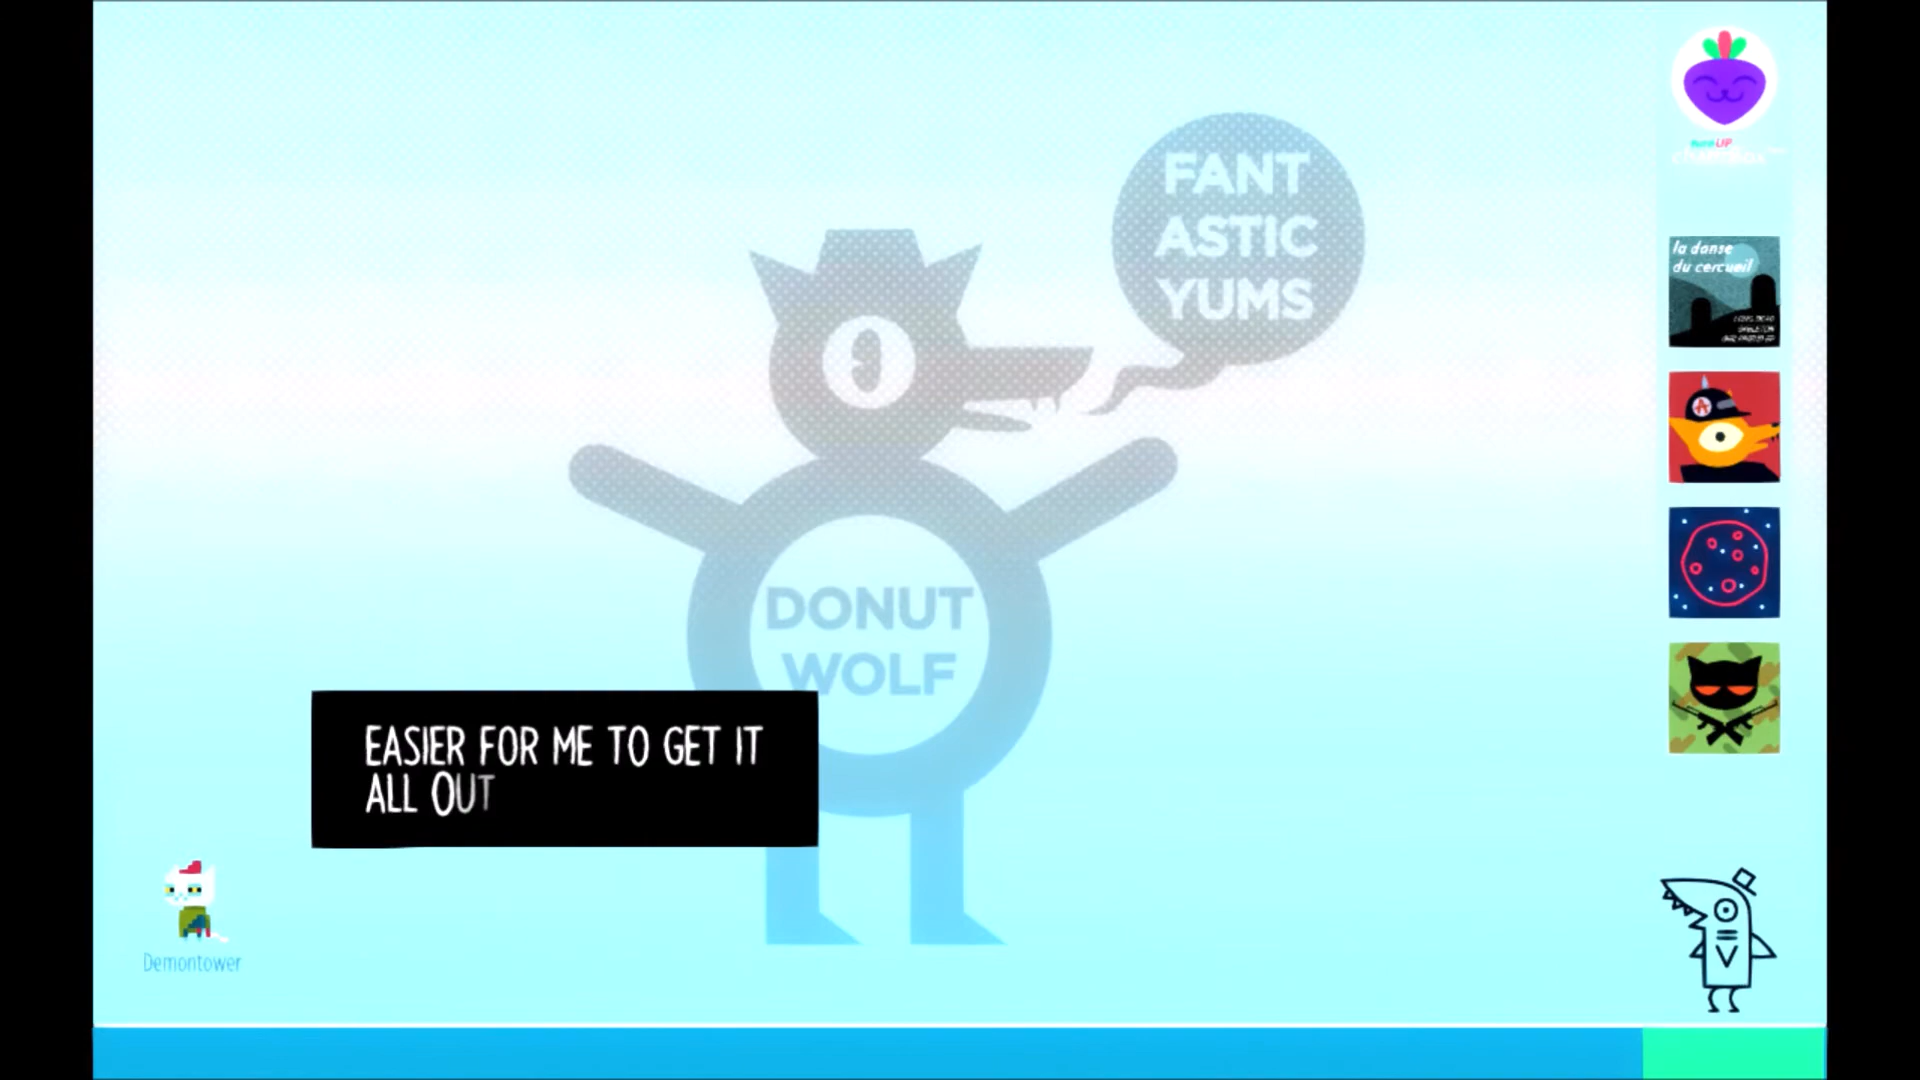 FANT
ASTIC
YUMS
la danse
du cercueil
A
DONUT
WOLF
EASIER FOR ME TO GET IT
ALL OUT
Demontower